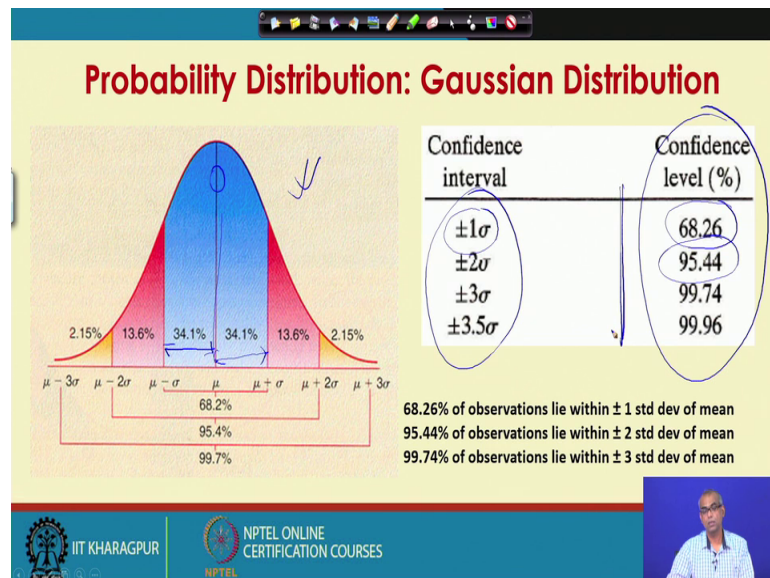 Probability Distribution: Gaussian Distribution
2.15% 13.6% 34.1% 34.1% 13.6% 2.15%
μ − 3σ μ − 2σ μ − σ μ μ + σ μ + 2σ μ + 3σ
68.2%
95.4%
99.7%
Confidence interval Confidence level (%)
±1σ 68.26
±2σ 95.44
±3σ 99.74
±3.5σ 99.96
68.26% of observations lie within ± 1 std dev of mean
95.44% of observations lie within ± 2 std dev of mean
99.74% of observations lie within ± 3 std dev of mean
IIT KHARAGPUR
NPTEL
NPTEL ONLINE
CERTIFICATION COURSES